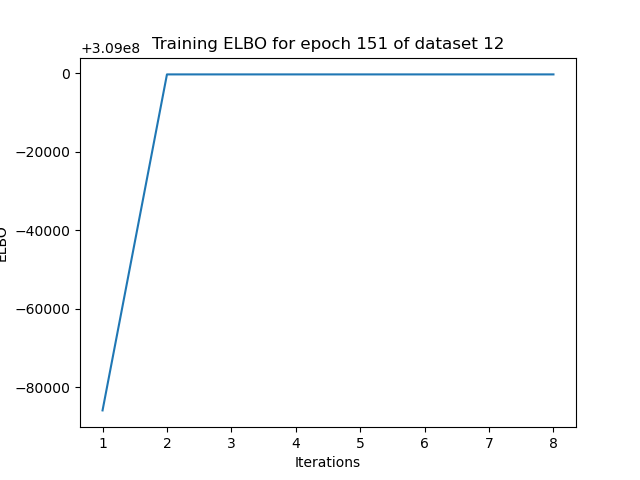 Training ELBO for epoch 151 of dataset 12
+3.09e8
0
−20000
−40000
−60000
−80000
ELBO
1 2 3 4 5 6 7 8
Iterations